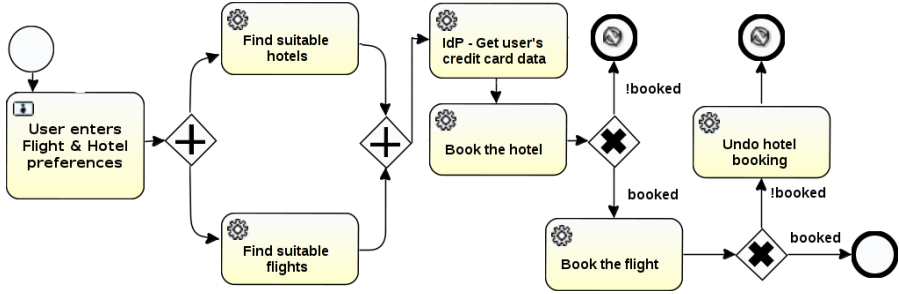 User enters
Flight & Hotel
preferences
Find suitable
hotels
Find suitable
flights
IdP - Get user's
credit card data
Book the hotel
!booked
booked
Book the flight
Undo hotel
booking
!booked
booked